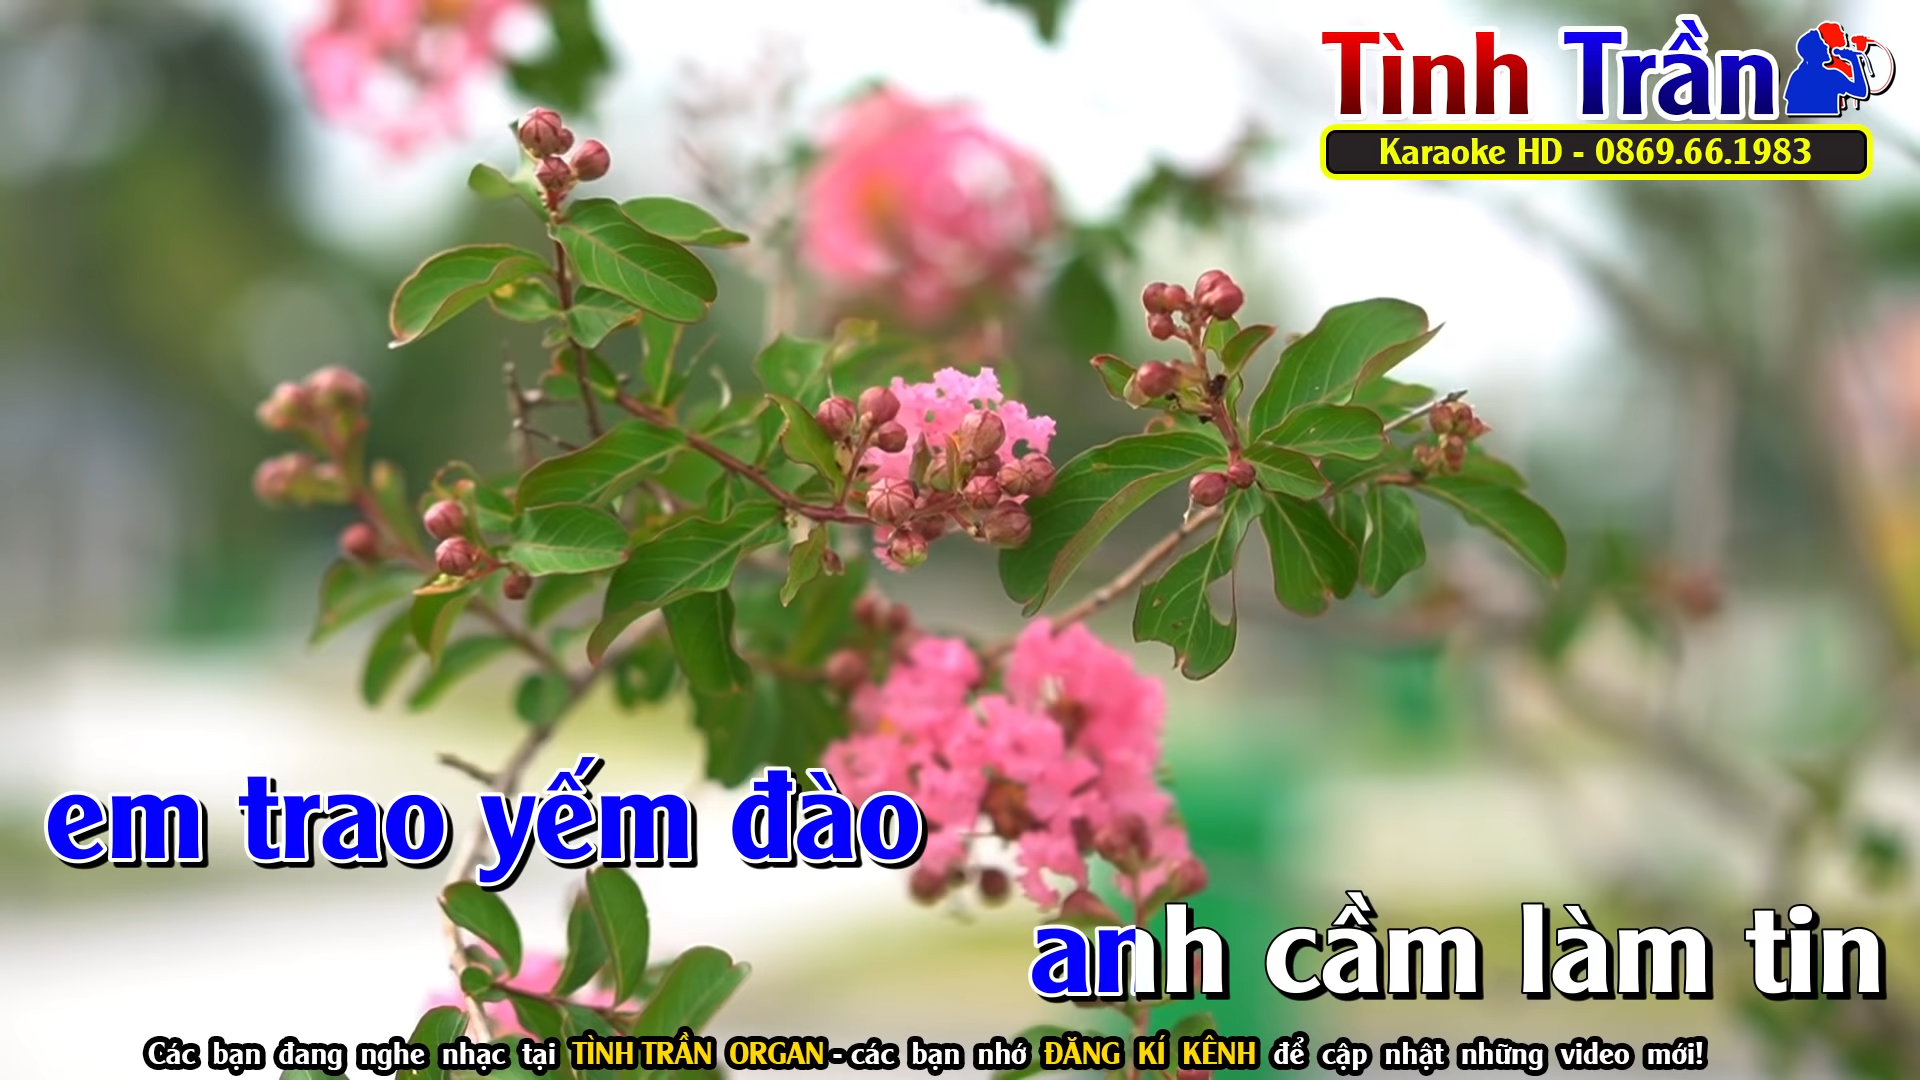 Tình Trần
Karaoke HD - 0869.66.1983
em trao yếm đào
anh cầm làm tin
Các bạn đang nghe nhạc tại TÌNH TRẦN ORGAN - các bạn nhớ ĐĂNG KÍ KÊNH để cập nhật những video mới!